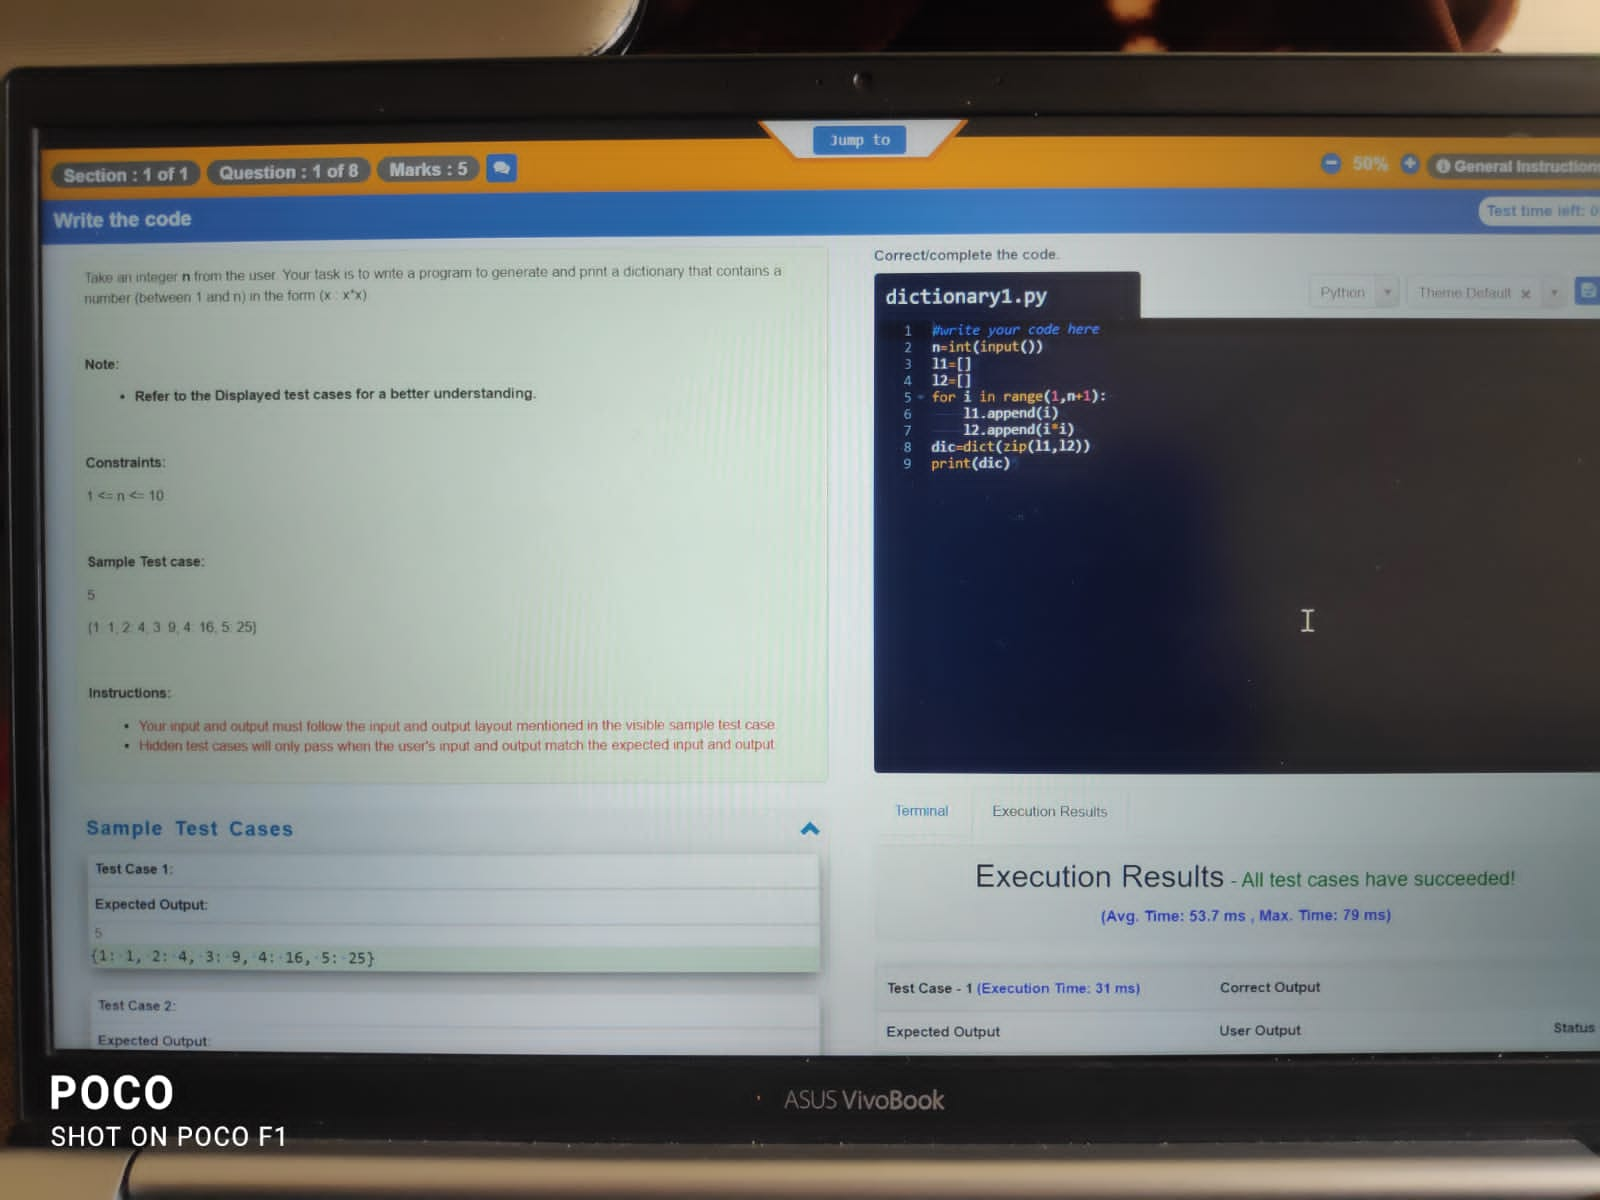 Jump to
Section : 1 of 1
Question : 1 of 8
Marks : 5
50%
General Instructions
Write the code
Test time left: 0
Take an integer n from the user. Your task is to write a program to generate and print a dictionary that contains a
number (between 1 and n) in the form (x : x*x)
Note:
• Refer to the Displayed test cases for a better understanding.
Constraints:
1 <= n <= 10
Sample Test case:
5
{1: 1, 2: 4, 3: 9, 4: 16, 5: 25}
Instructions:
• Your input and output must follow the input and output layout mentioned in the visible sample test case
• Hidden test cases will only pass when the user's input and output match the expected input and output
Sample Test Cases
Test Case 1:
Expected Output:
5
{1: 1, 2: 4, 3: 9, 4: 16, 5: 25}
Test Case 2:
Expected Output:
Correct/complete the code.
dictionary1.py
Python
Theme:Default x
1 #write your code here
2 n=int(input())
3 l1=[]
4 l2=[]
5 for i in range(1,n+1):
6 l1.append(i)
7 l2.append(i*i)
8 dic=dict(zip(l1,l2))
9 print(dic)
Terminal
Execution Results
Execution Results - All test cases have succeeded!
(Avg. Time: 53.7 ms , Max. Time: 79 ms)
Test Case - 1 (Execution Time: 31 ms)
Correct Output
Expected Output
User Output
Status
ASUS VivoBook
POCO
SHOT ON POCO F1